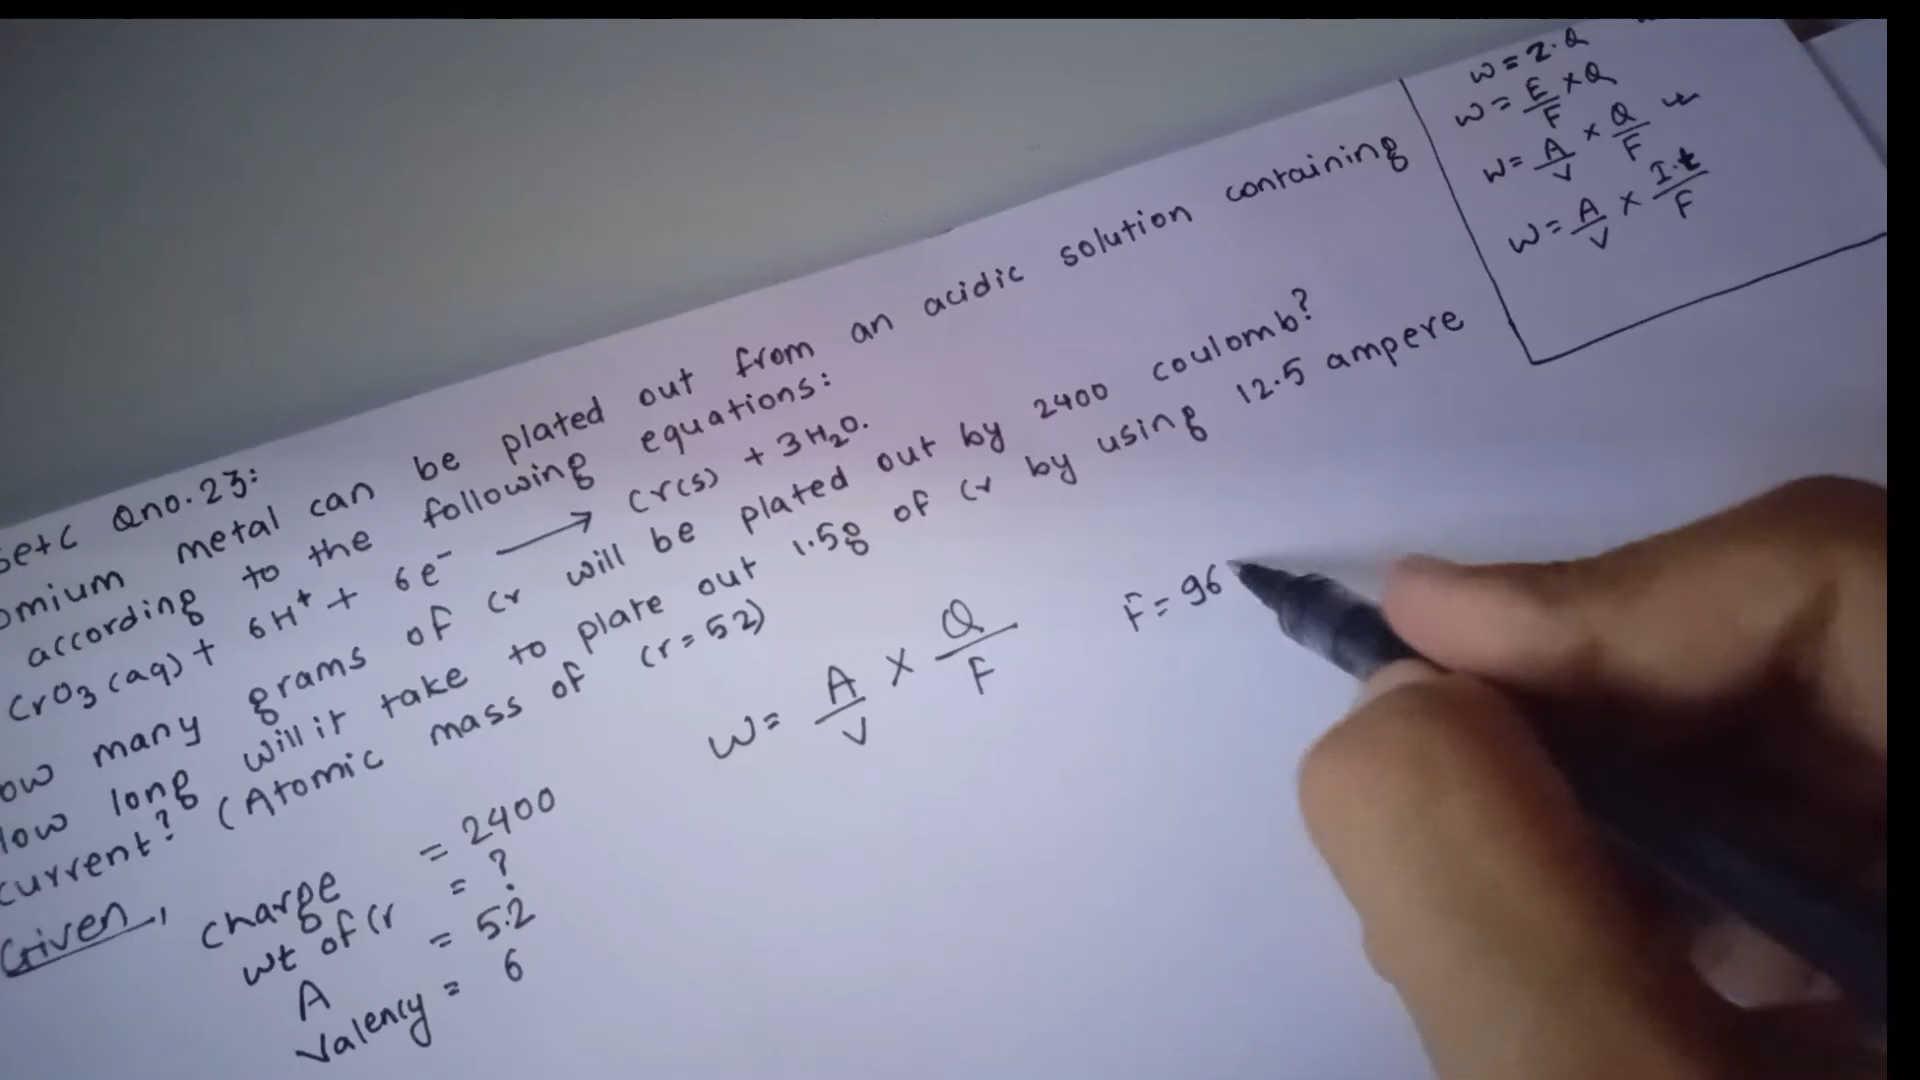 Set C Qno.23:
omium metal can be plated out from an acidic solution containing
according to the following equations:
CrO3 (aq) + 6H+ + 6e- → Cr(s) + 3H2O.
ow many grams of Cr will be plated out by 2400 coulomb?
How long will it take to plate out 1.5g of Cr by using 12.5 ampere
current? (Atomic mass of Cr = 52)
Given,
charge = 2400
wt of Cr = ?
A = 52
Valency = 6
W = A/V × Q/F
F = 96
W = Z.Q
W = E/F × Q
W = A/V × Q/F
W = A/V × I.t/F